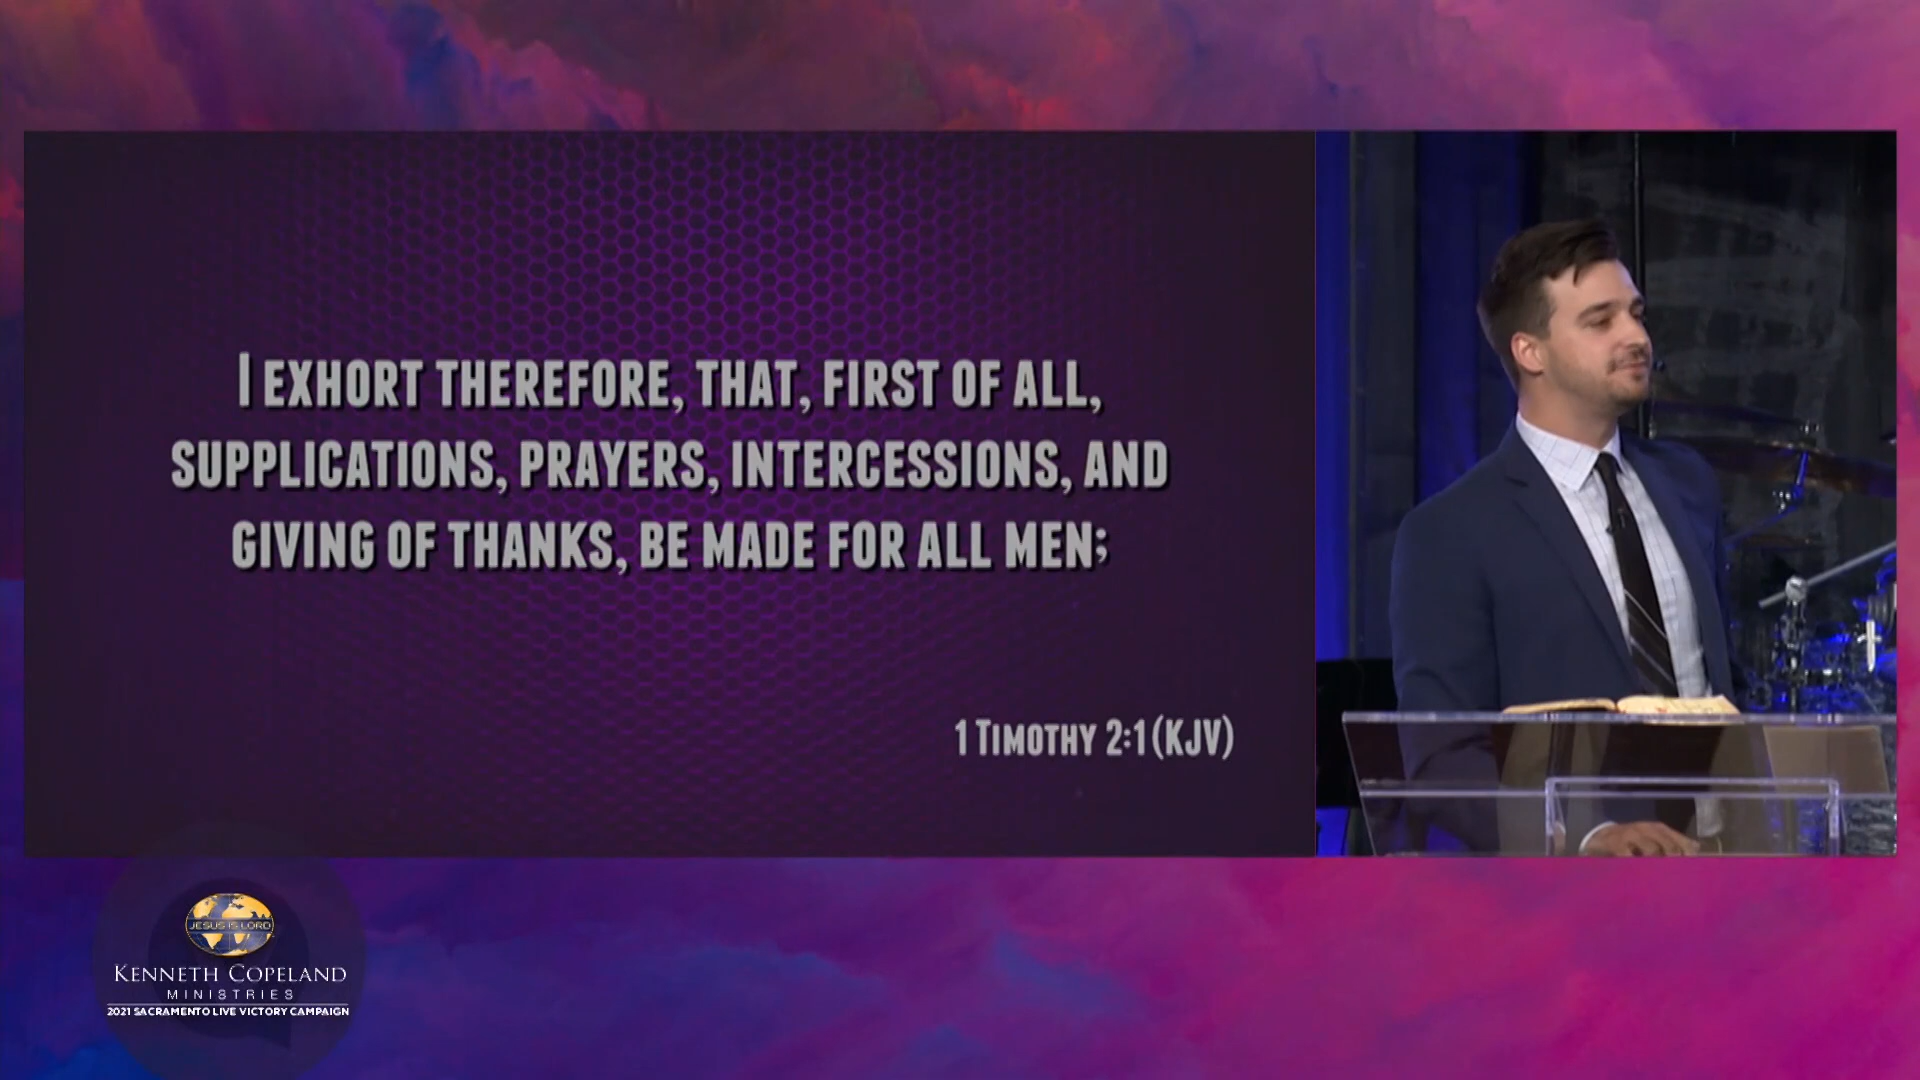 I EXHORT THEREFORE, THAT, FIRST OF ALL,
SUPPLICATIONS, PRAYERS, INTERCESSIONS, AND
GIVING OF THANKS, BE MADE FOR ALL MEN;
1 TIMOTHY 2:1 (KJV)
JESUS IS LORD
KENNETH COPELAND
MINISTRIES
2021 SACRAMENTO LIVE VICTORY CAMPAIGN